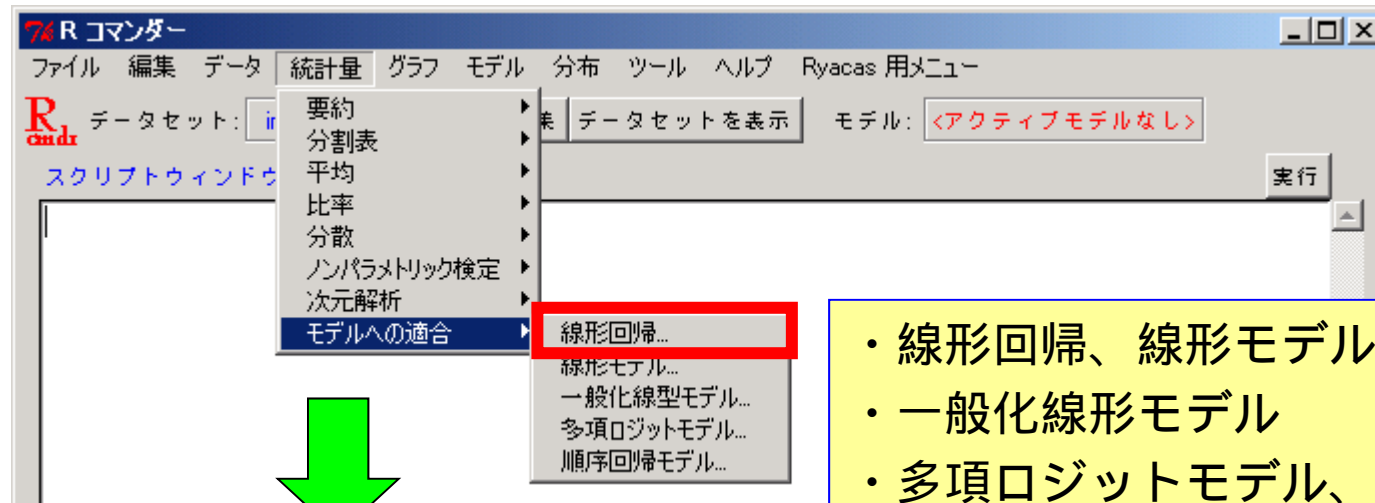 R コマンダー
ファイル 編集 データ 統計量 グラフ モデル 分布 ツール ヘルプ Ryacas 用メニュー
R cmdr データセット: ir 集 データセットを表示 モデル: <アクティブモデルなし>
スクリプトウィンドウ 実行
要約
分割表
平均
比率
分散
ノンパラメトリック検定
次元解析
モデルへの適合
線形回帰...
線形モデル...
一般化線型モデル...
多項ロジットモデル...
順序回帰モデル...
・線形回帰、線形モデル
・一般化線形モデル
・多項ロジットモデル、